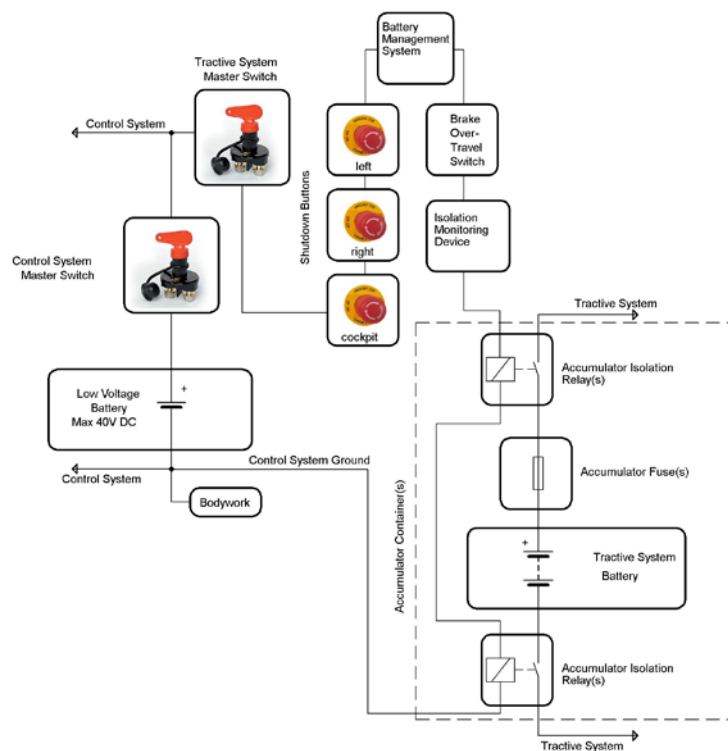 Battery
Management
System
Tractive System
Master Switch
Control System
left
Brake
Over-
Travel
Switch
Shutdown Buttons
right
Isolation
Monitoring
Device
Control System
Master Switch
cockpit
Tractive System
Accumulator Isolation
Relay(s)
+
Low Voltage
Battery
Max 40V DC
Control System Ground
Control System
Bodywork
Accumulator Fuse(s)
Accumulator Container(s)
+
Tractive System
Battery
Accumulator Isolation
Relay(s)
Tractive System